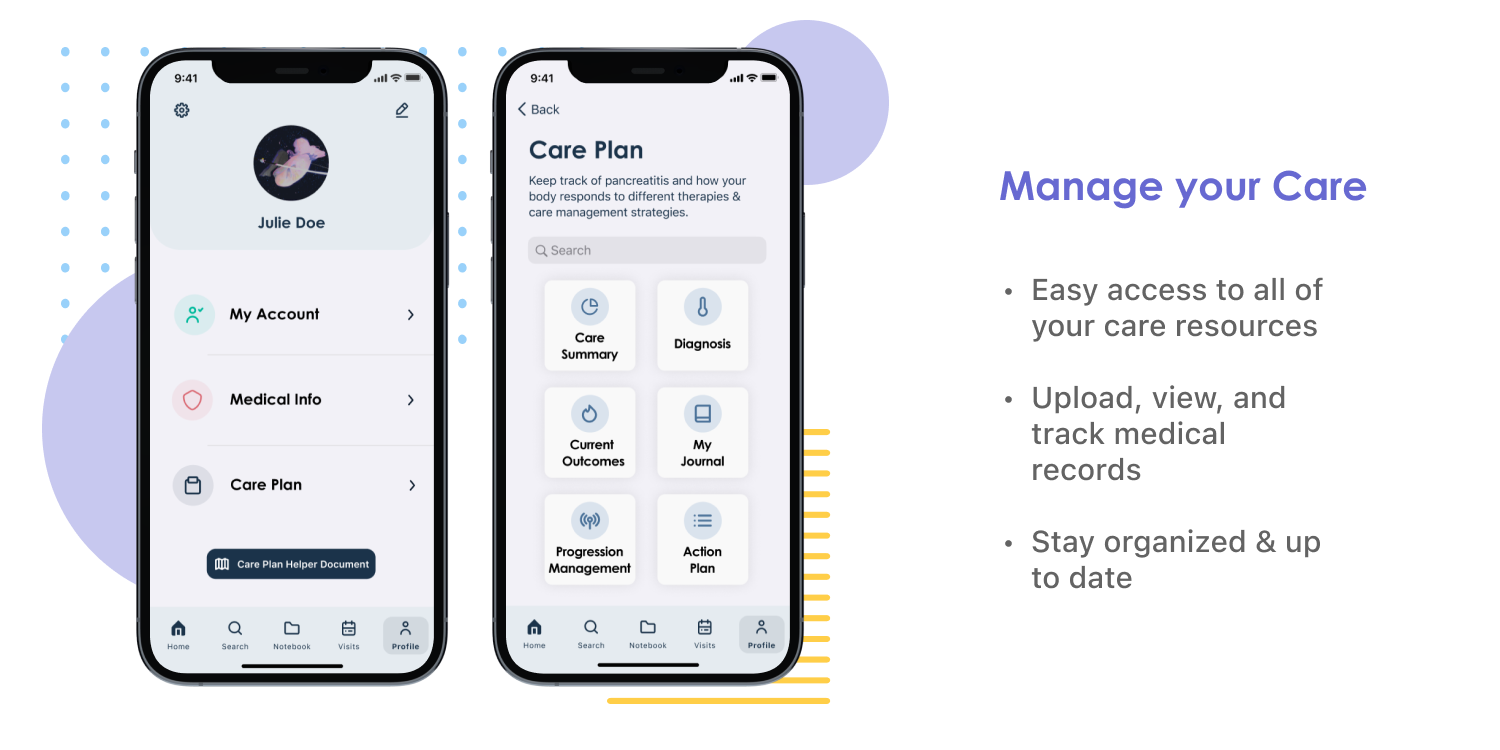 9:41
Julie Doe
My Account
Medical Info
Care Plan
Care Plan Helper Document
Home
Search
Notebook
Visits
Profile
9:41
Back
Care Plan
Keep track of pancreatitis and how your
body responds to different therapies &
care management strategies.
Search
Care
Summary
Diagnosis
Current
Outcomes
My
Journal
Progression
Management
Action
Plan
Home
Search
Notebook
Visits
Profile
Manage your Care
• Easy access to all of
your care resources
• Upload, view, and
track medical
records
• Stay organized & up
to date